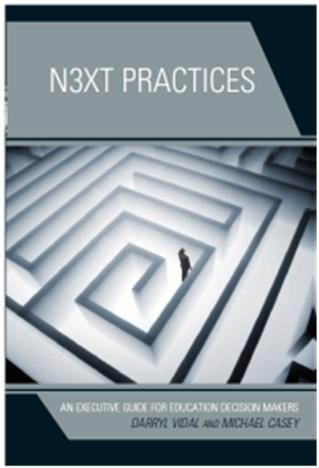 N3XT PRACTICES
AN EXECUTIVE GUIDE FOR EDUCATION DECISION MAKERS
DARRYL VIDAL AND MICHAEL CASEY